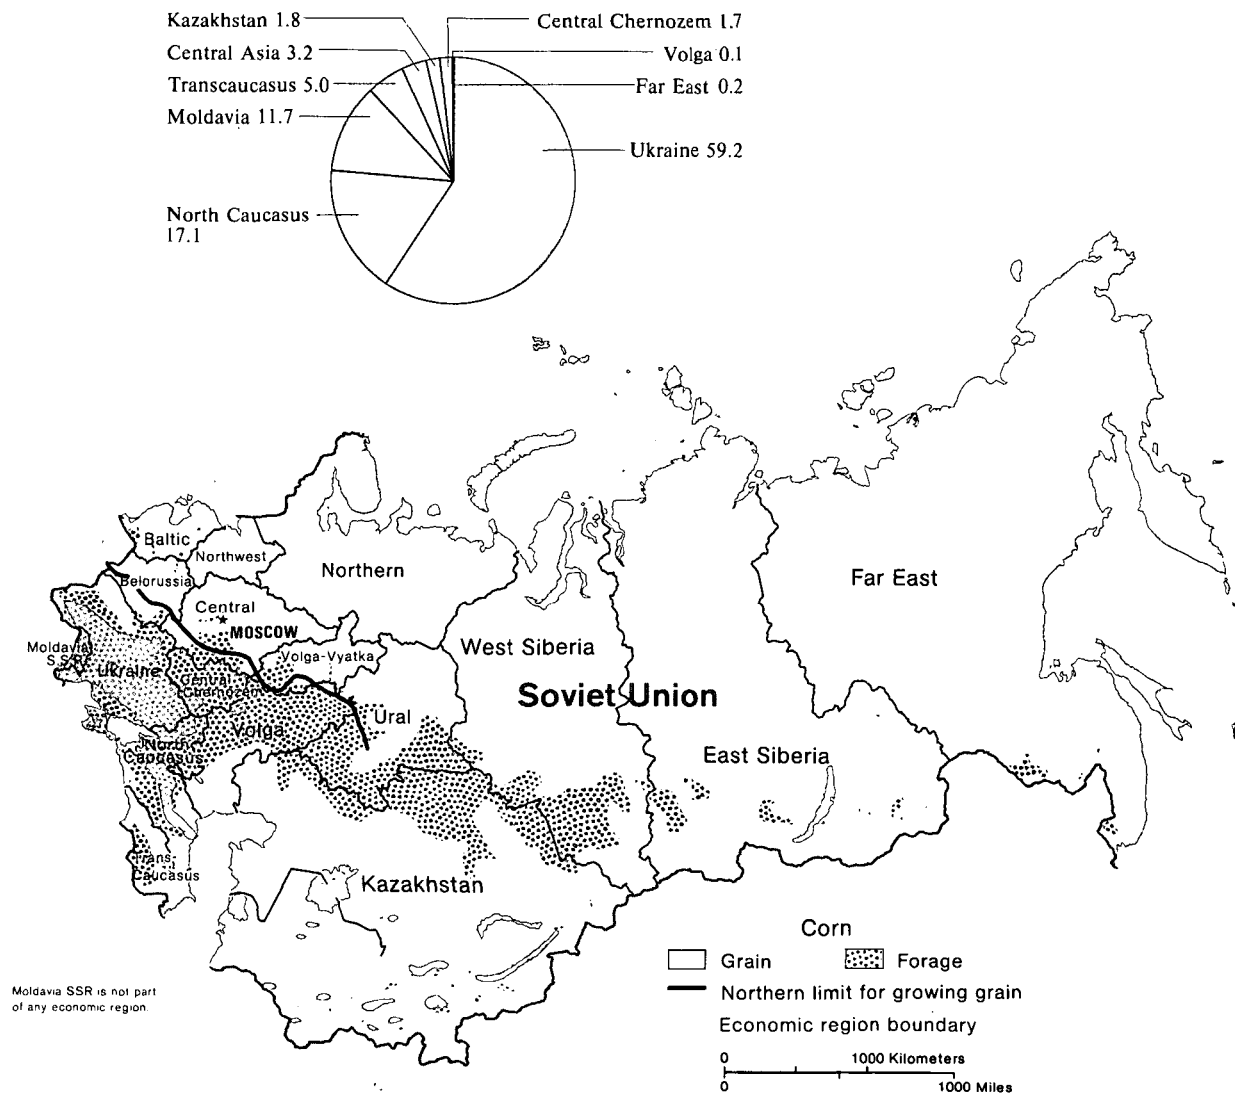 Kazakhstan 1.8
Central Chernozem 1.7
Central Asia 3.2
Volga 0.1
Transcaucasus 5.0
Far East 0.2
Moldavia 11.7
Ukraine 59.2
North Caucasus
17.1
Baltic
Northwest
Northern
Belorussia
Far East
Central
MOSCOW
Moldavia
S.S.R.
Volga-Vyatka
West Siberia
Ukraine
Central
Chernozem
Soviet Union
Volga
Ural
North
Caucasus
East Siberia
Trans-
Caucasus
Kazakhstan
Corn
Grain
Forage
Northern limit for growing grain
Economic region boundary
Moldavia SSR is not part
of any economic region.
0 1000 Kilometers
0 1000 Miles